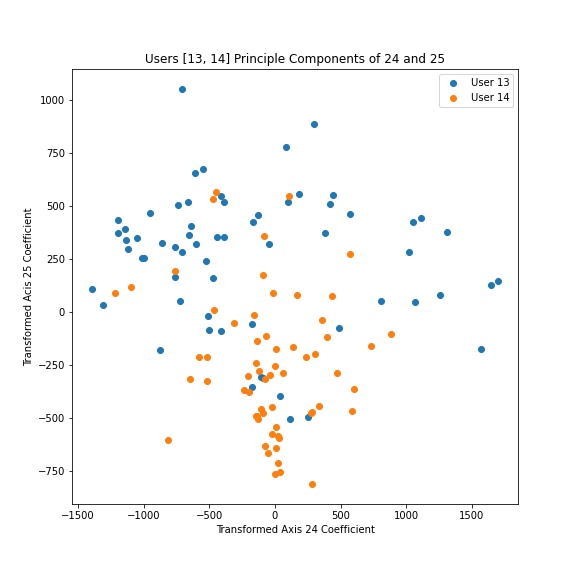 Users [13, 14] Principle Components of 24 and 25
User 13
User 14
1000
750
500
250
0
−250
−500
−750
Transformed Acis 25 Coefficient
−1500 −1000 −500 0 500 1000 1500
Transformed Axis 24 Coefficient